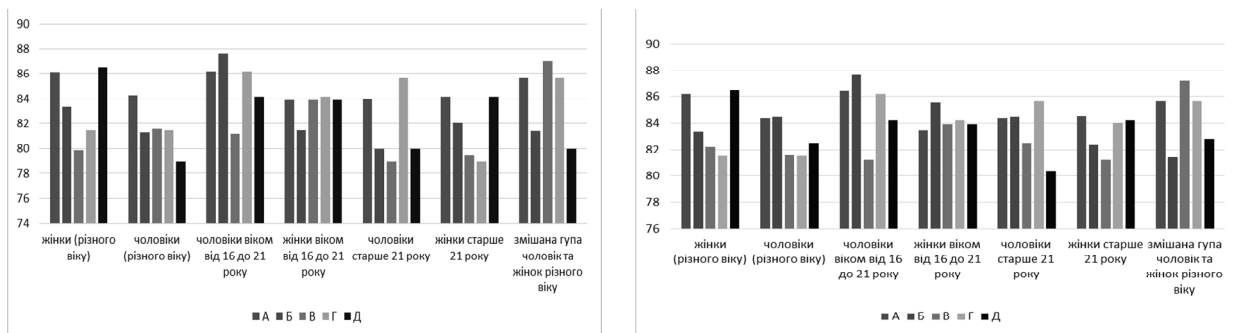 90
88
86
84
82
80
78
76
74
жінки (різного віку)
чоловіки (різного віку)
чоловіки віком від 16 до 21 року
жінки віком від 16 до 21 року
чоловіки старше 21 року
жінки старше 21 року
змішана гупа чоловік та жінок різного віку
А Б В Г Д
90
88
86
84
82
80
78
76
жінки (різного віку)
чоловіки (різного віку)
чоловіки віком від 16 до 21 року
жінки віком від 16 до 21 року
чоловіки старше 21 року
жінки старше 21 року
змішана гупа чоловік та жінок різного віку
А Б В Г Д